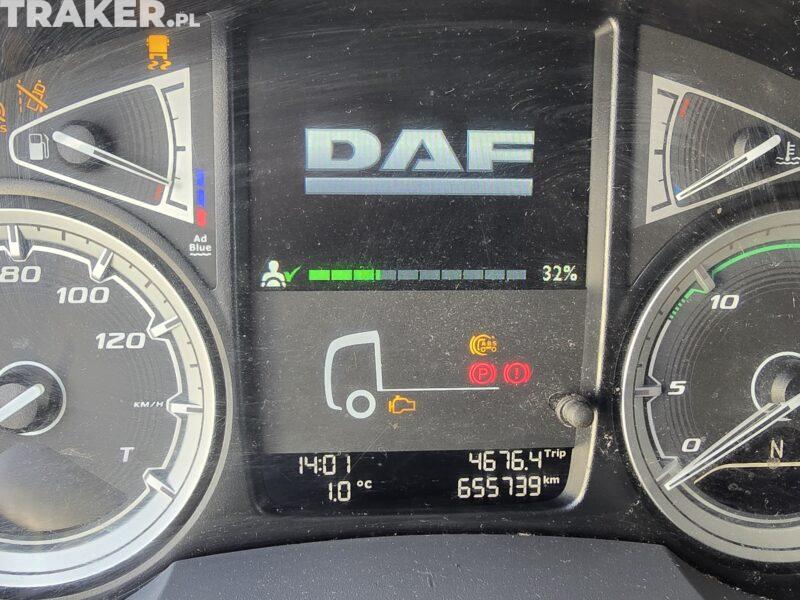 TRAKER.PL
DAF
Ad
Blue
32%
80
100
120
KM/H
T
ABS
P
!
10
5
0
N
14:01
4676.4 Trip
1.0 °C
655739 km